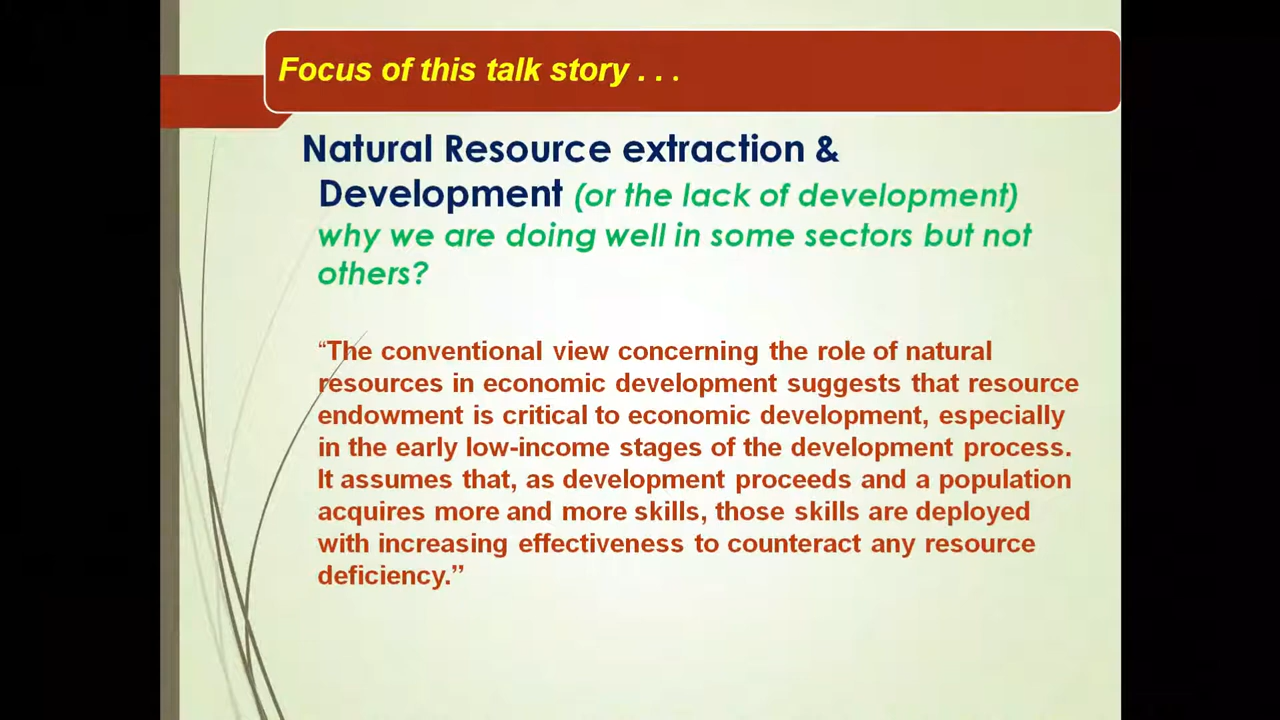 Focus of this talk story . . .
Natural Resource extraction &
Development (or the lack of development)
why we are doing well in some sectors but not
others?
“The conventional view concerning the role of natural
resources in economic development suggests that resource
endowment is critical to economic development, especially
in the early low-income stages of the development process.
It assumes that, as development proceeds and a population
acquires more and more skills, those skills are deployed
with increasing effectiveness to counteract any resource
deficiency.”